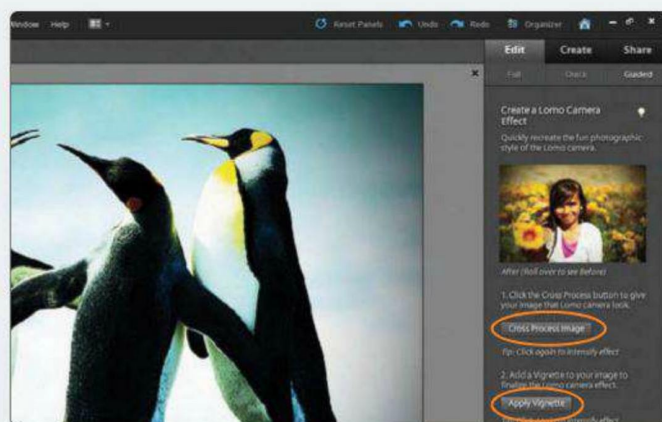 Window Help
Reset Panels Undo Redo Organizer
Edit Create Share
Full Quick Guided
Create a Lomo Camera
Effect
Quickly recreate the fun photographic
style of the Lomo camera.
After (Roll over to see Before)
1. Click the Cross Process button to give
your image that Lomo camera look.
Cross Process Image
Tip: Click again to intensify effect
2. Add a Vignette to your image to
finalize the Lomo camera effect.
Apply Vignette